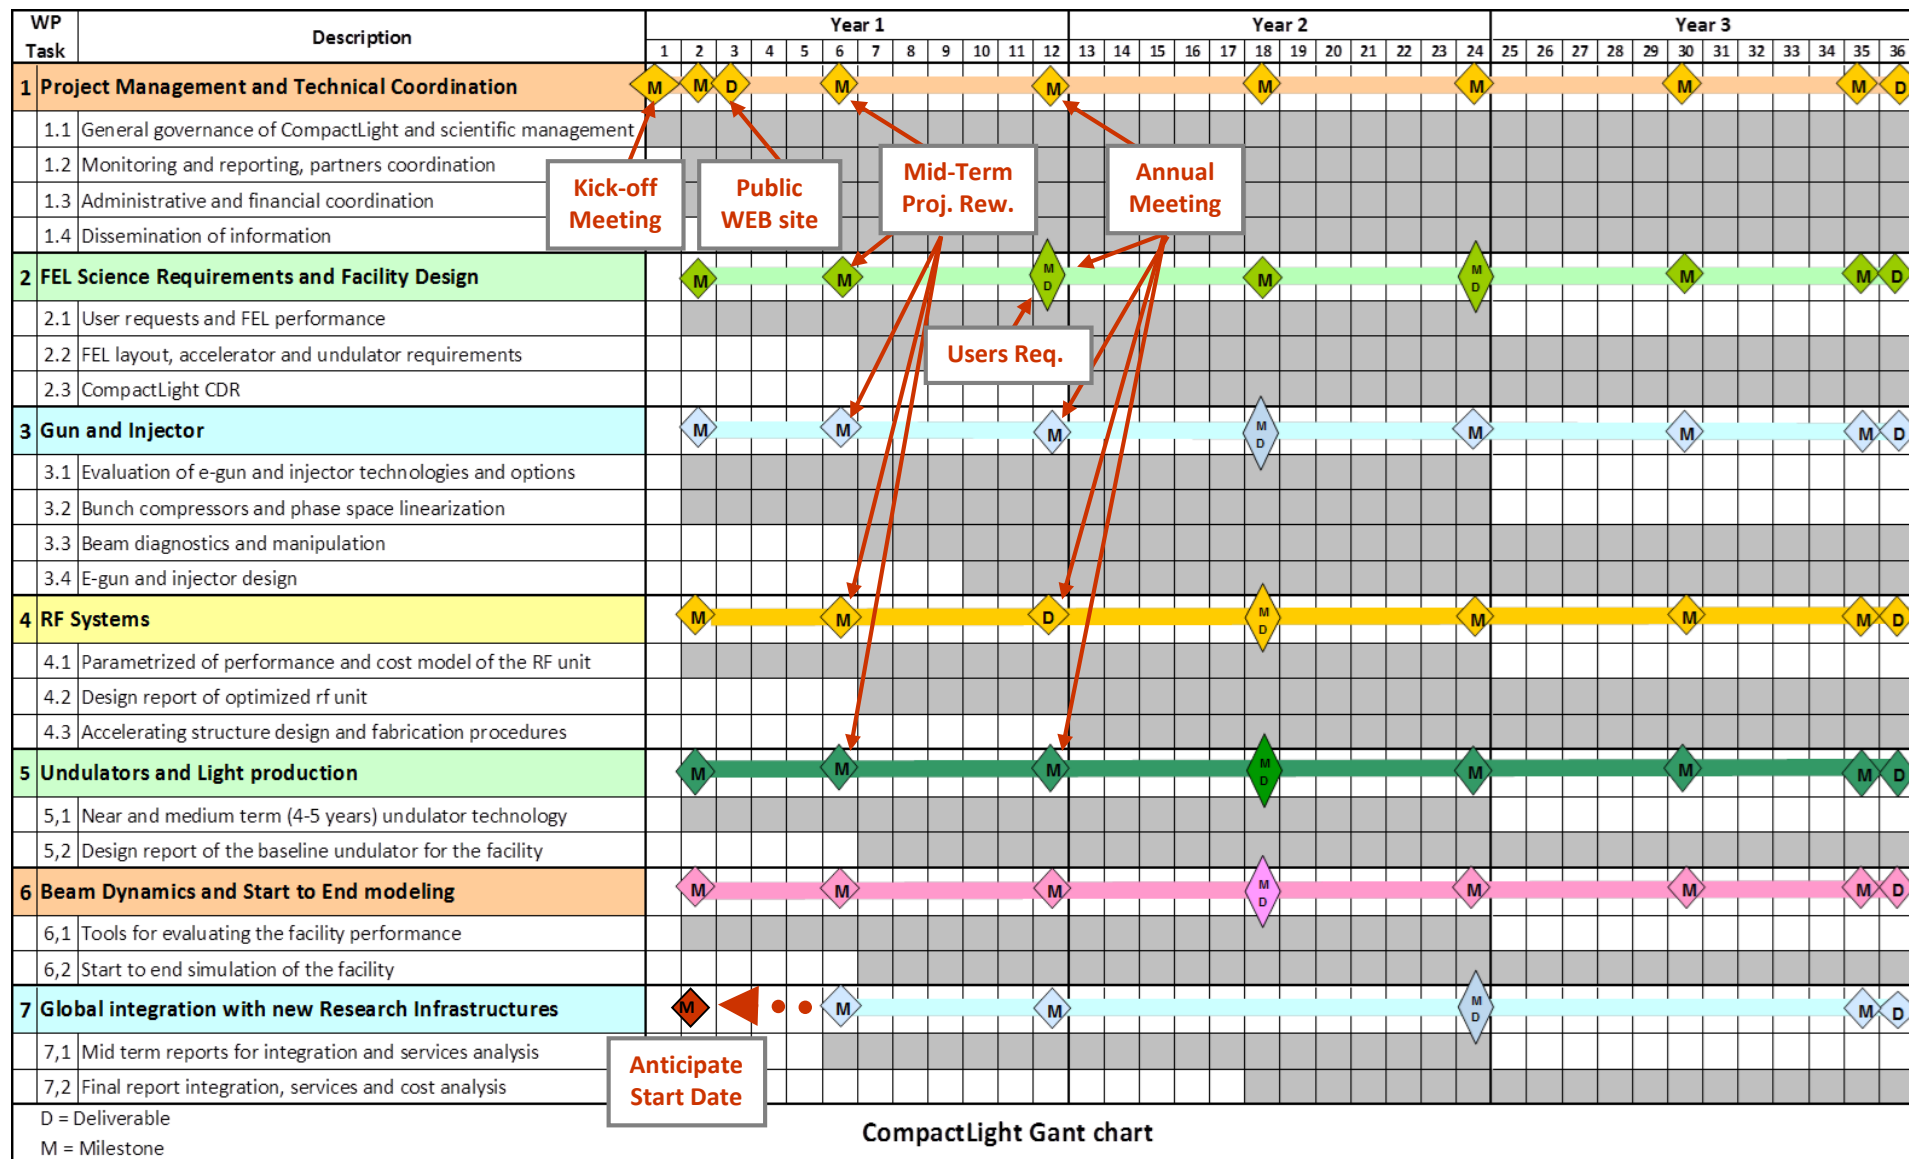 WP
Task
Description
Year 1
Year 2
Year 3
1 2 3 4 5 6 7 8 9 10 11 12 13 14 15 16 17 18 19 20 21 22 23 24 25 26 27 28 29 30 31 32 33 34 35 36
1 Project Management and Technical Coordination M M D M M M M M M D
1.1 General governance of CompactLight and scientific management
1.2 Monitoring and reporting, partners coordination
1.3 Administrative and financial coordination
1.4 Dissemination of information
Kick-off
Meeting
Public
WEB site
Mid-Term
Proj. Rew.
Annual
Meeting
2 FEL Science Requirements and Facility Design M M M D M M D M M D
2.1 User requests and FEL performance
2.2 FEL layout, accelerator and undulator requirements
2.3 CompactLight CDR
Users Req.
3 Gun and Injector M M M M D M M M D
3.1 Evaluation of e-gun and injector technologies and options
3.2 Bunch compressors and phase space linearization
3.3 Beam diagnostics and manipulation
3.4 E-gun and injector design
4 RF Systems M M D M D M M M D
4.1 Parametrized of performance and cost model of the RF unit
4.2 Design report of optimized rf unit
4.3 Accelerating structure design and fabrication procedures
5 Undulators and Light production M M M M D M M M D
5,1 Near and medium term (4-5 years) undulator technology
5,2 Design report of the baseline undulator for the facility
6 Beam Dynamics and Start to End modeling M M M M D M M M D
6,1 Tools for evaluating the facility performance
6,2 Start to end simulation of the facility
7 Global integration with new Research Infrastructures M M M M D M D
7,1 Mid term reports for integration and services analysis
7,2 Final report integration, services and cost analysis
Anticipate
Start Date
D = Deliverable
M = Milestone
CompactLight Gant chart